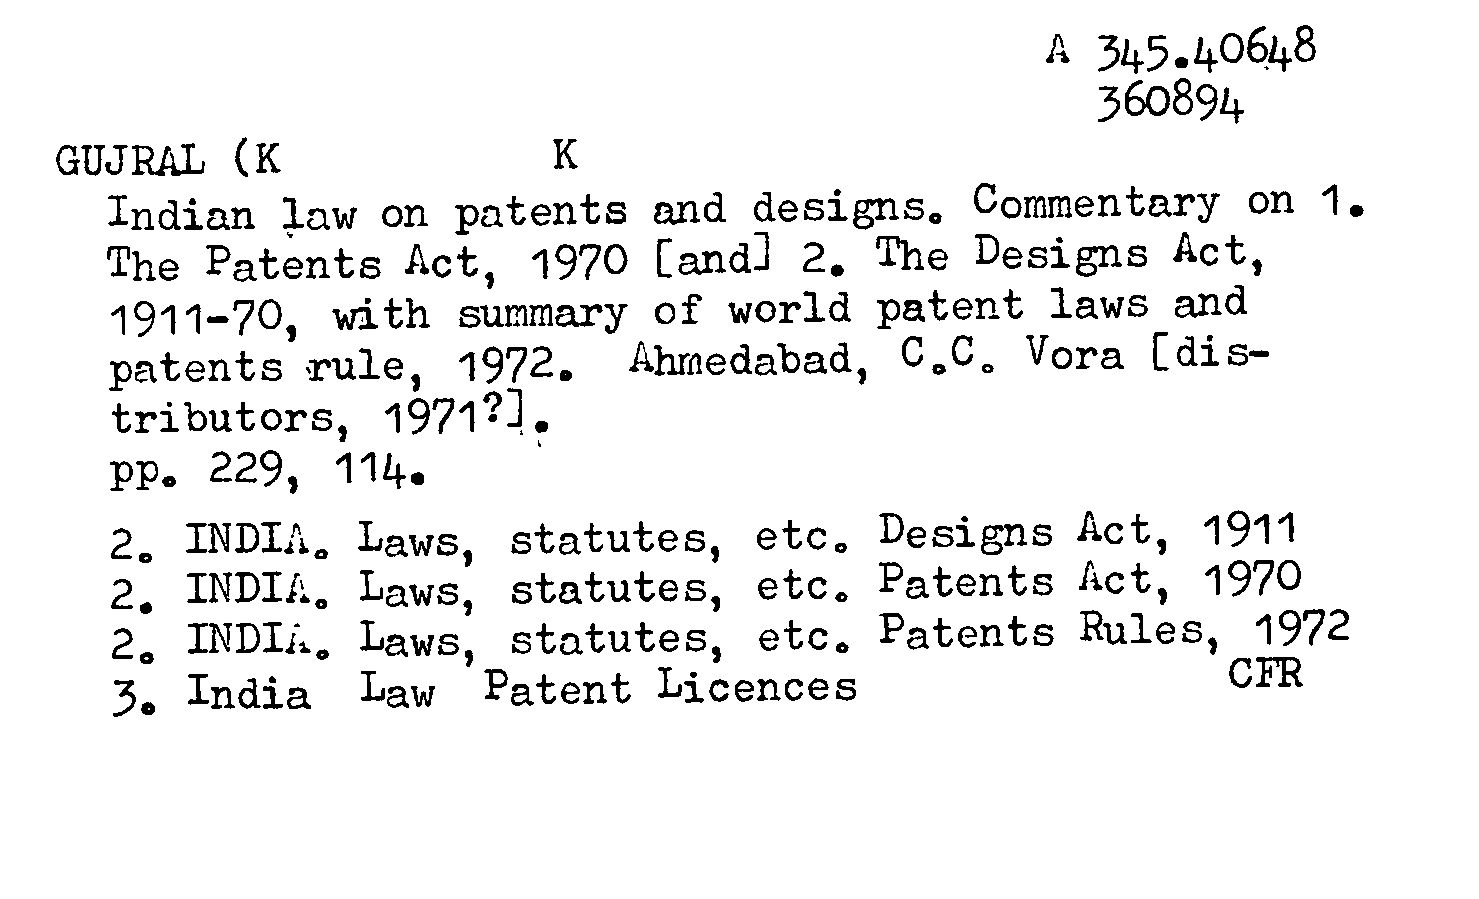 A 345.40648
360894
GUJRAL (K K
Indian law on patents and designs. Commentary on 1.
The Patents Act, 1970 [and] 2. The Designs Act,
1911-70, with summary of world patent laws and
patents rule, 1972. Ahmedabad, C.C. Vora [dis-
tributors, 1971?].
pp. 229, 114.
2. INDIA. Laws, statutes, etc. Designs Act, 1911
2. INDIA. Laws, statutes, etc. Patents Act, 1970
2. INDIA. Laws, statutes, etc. Patents Rules, 1972
3. India Law Patent Licences CFR